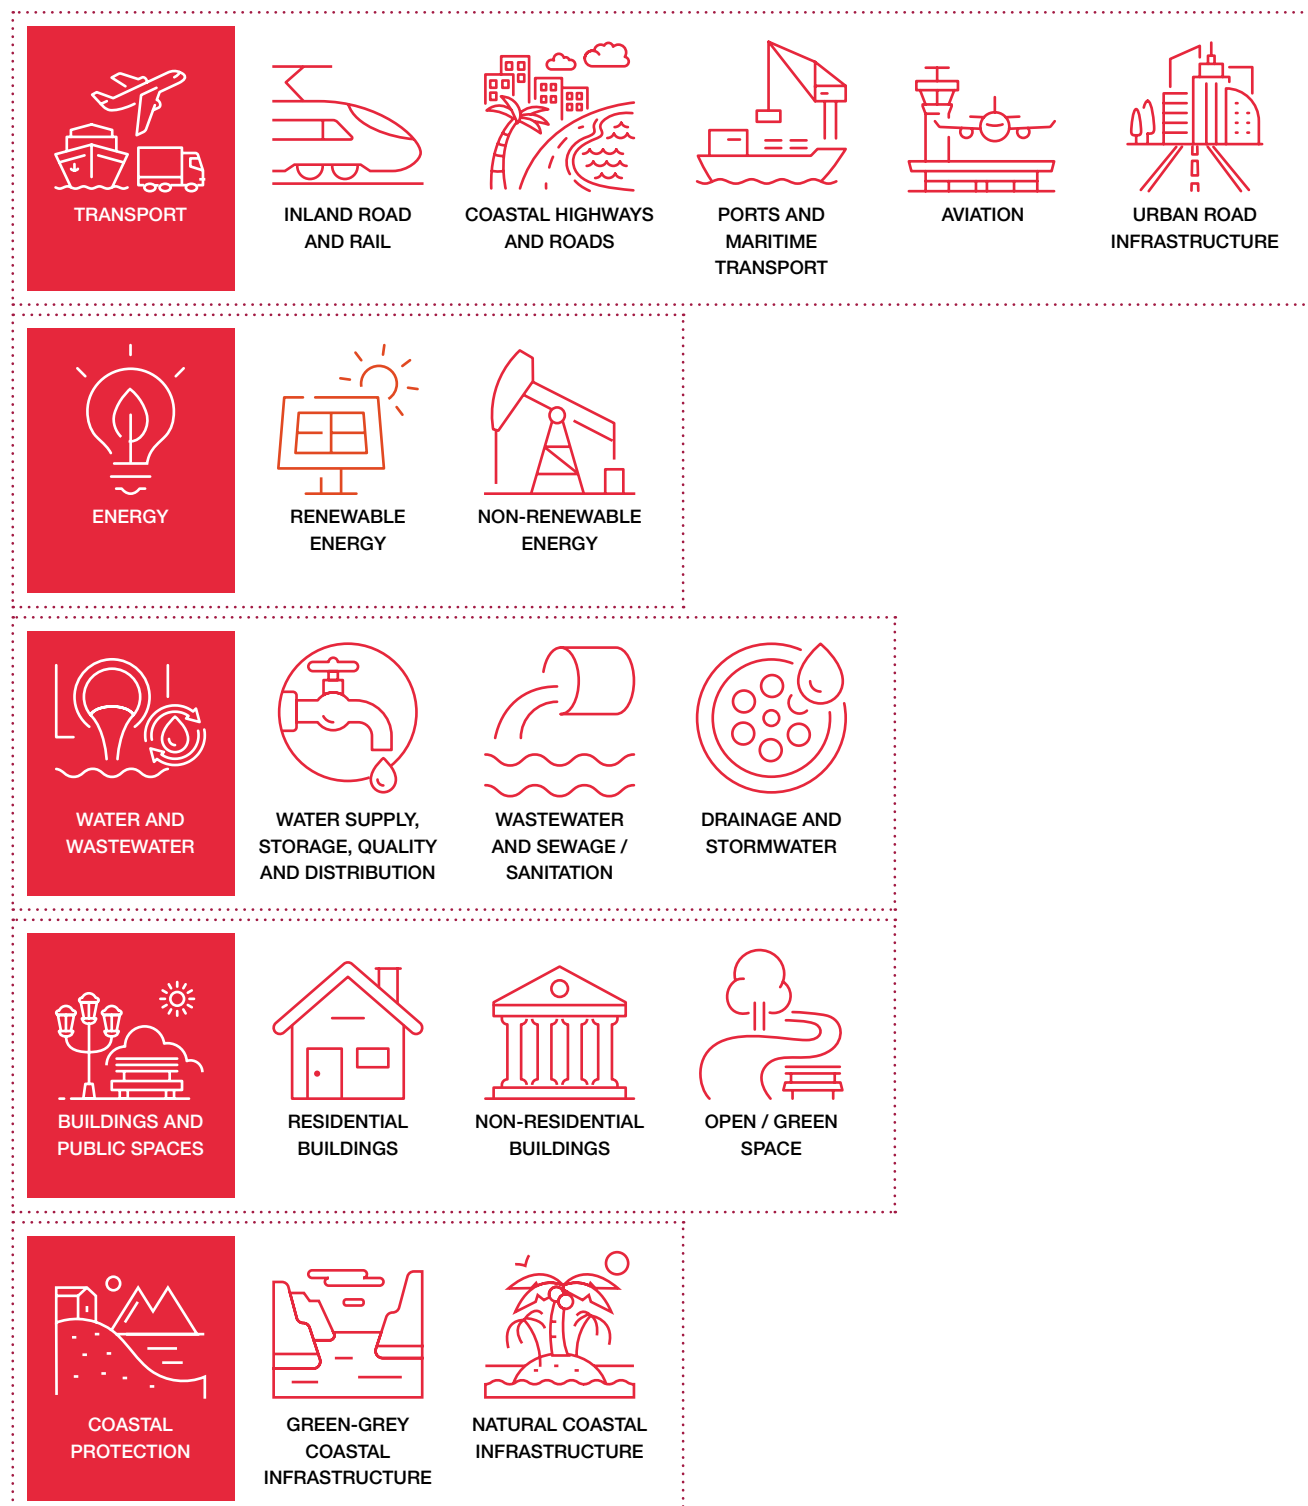 TRANSPORT
INLAND ROAD
AND RAIL
COASTAL HIGHWAYS
AND ROADS
PORTS AND
MARITIME
TRANSPORT
AVIATION
URBAN ROAD
INFRASTRUCTURE
ENERGY
RENEWABLE
ENERGY
NON-RENEWABLE
ENERGY
WATER AND
WASTEWATER
WATER SUPPLY,
STORAGE, QUALITY
AND DISTRIBUTION
WASTEWATER
AND SEWAGE /
SANITATION
DRAINAGE AND
STORMWATER
BUILDINGS AND
PUBLIC SPACES
RESIDENTIAL
BUILDINGS
NON-RESIDENTIAL
BUILDINGS
OPEN / GREEN
SPACE
COASTAL
PROTECTION
GREEN-GREY
COASTAL
INFRASTRUCTURE
NATURAL COASTAL
INFRASTRUCTURE